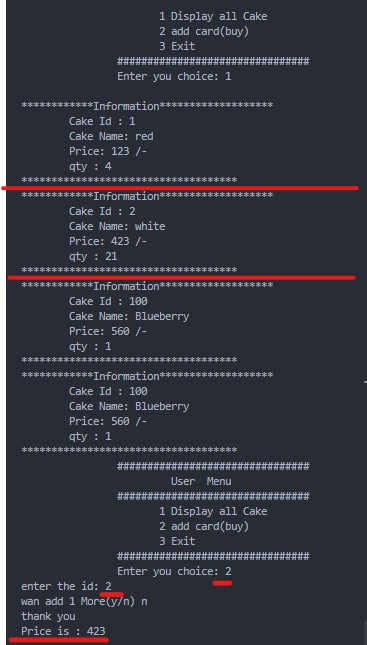 1 Display all Cake
2 add card(buy)
3 Exit
################################
Enter you choice: 1
************Information*******************
Cake Id : 1
Cake Name: red
Price: 123 /-
qty : 4
************************************
************Information*******************
Cake Id : 2
Cake Name: white
Price: 423 /-
qty : 21
************************************
************Information*******************
Cake Id : 100
Cake Name: Blueberry
Price: 560 /-
qty : 1
************************************
************Information*******************
Cake Id : 100
Cake Name: Blueberry
Price: 560 /-
qty : 1
************************************
################################
User  Menu
################################
1 Display all Cake
2 add card(buy)
3 Exit
################################
Enter you choice: 2
enter the id: 2
wan add 1 More(y/n) n
thank you
Price is : 423